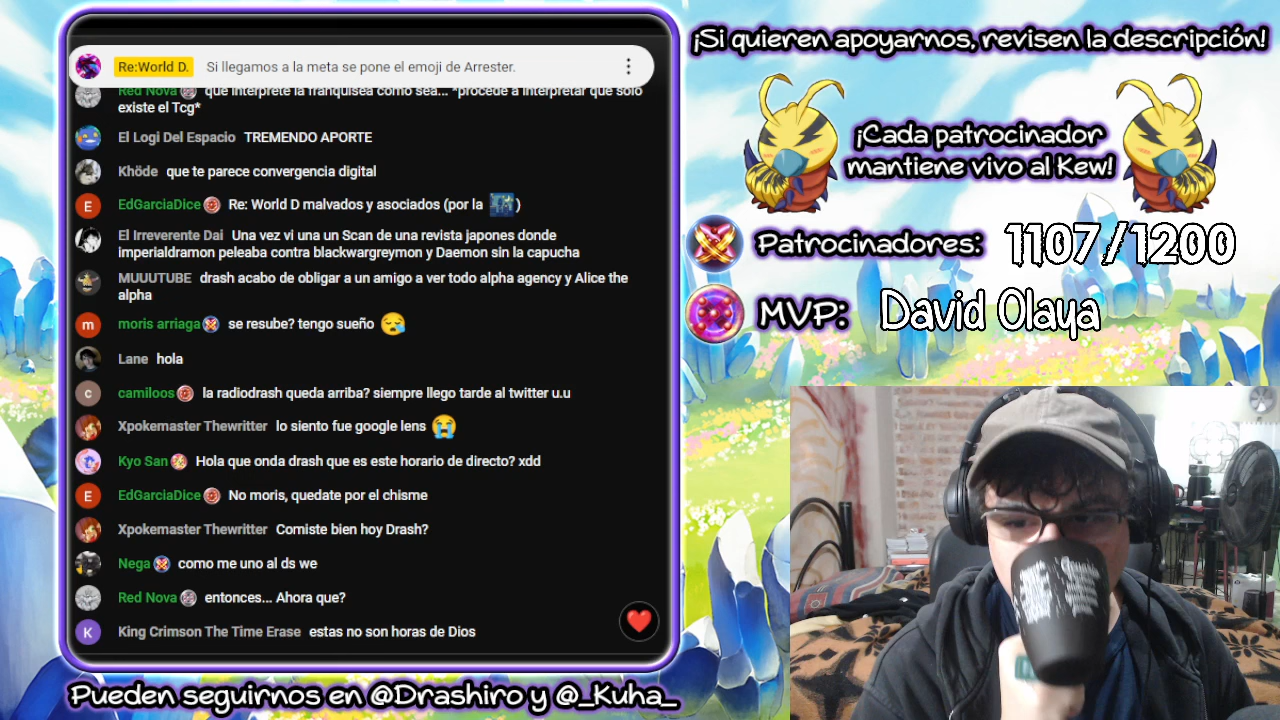 ¡Si quieren apoyarnos, revisen la descripción!
Re:World D. Si llegamos a la meta se pone el emoji de Arrester.
Red Nova que interprete la franquisea como sea... *procede a interpretar que solo
existe el Tcg*
El Logi Del Espacio TREMENDO APORTE
Khöde que te parece convergencia digital
EdGarciaDice Re: World D malvados y asociados (por la )
El Irreverente Dai Una vez vi una un Scan de una revista japones donde
imperialdramon peleaba contra blackwargreymon y Daemon sin la capucha
MUUUTUBE drash acabo de obligar a un amigo a ver todo alpha agency y Alice the
alpha
moris arriaga se resube? tengo sueño 😪
Lane hola
camiloos la radiodrash queda arriba? siempre llego tarde al twitter u.u
Xpokemaster Thewritter lo siento fue google lens 😭
Kyo San Hola que onda drash que es este horario de directo? xdd
EdGarciaDice No moris, quedate por el chisme
Xpokemaster Thewritter Comiste bien hoy Drash?
Nega como me uno al ds we
Red Nova entonces... Ahora que?
King Crimson The Time Erase estas no son horas de Dios
¡Cada patrocinador
mantiene vivo al Kew!
Patrocinadores: 1107/1200
MVP: David Olaya
Pueden seguirnos en @Drashiro y @_Kuha_